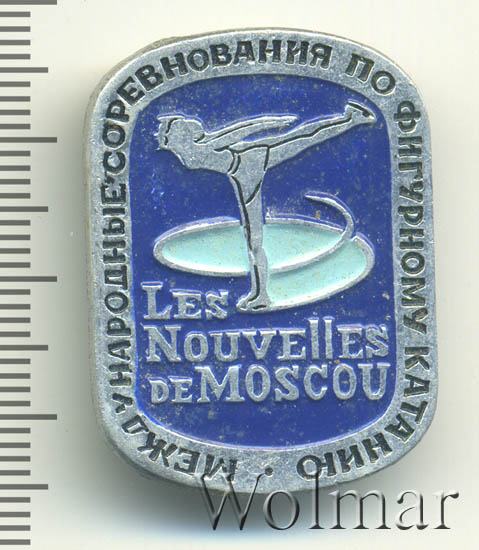 МЕЖДУНАРОДНЫЕ СОРЕВНОВАНИЯ ПО ФИГУРНОМУ КАТАНИЮ ·
LES
NOUVELLES
DE MOSCOU
Wolmar